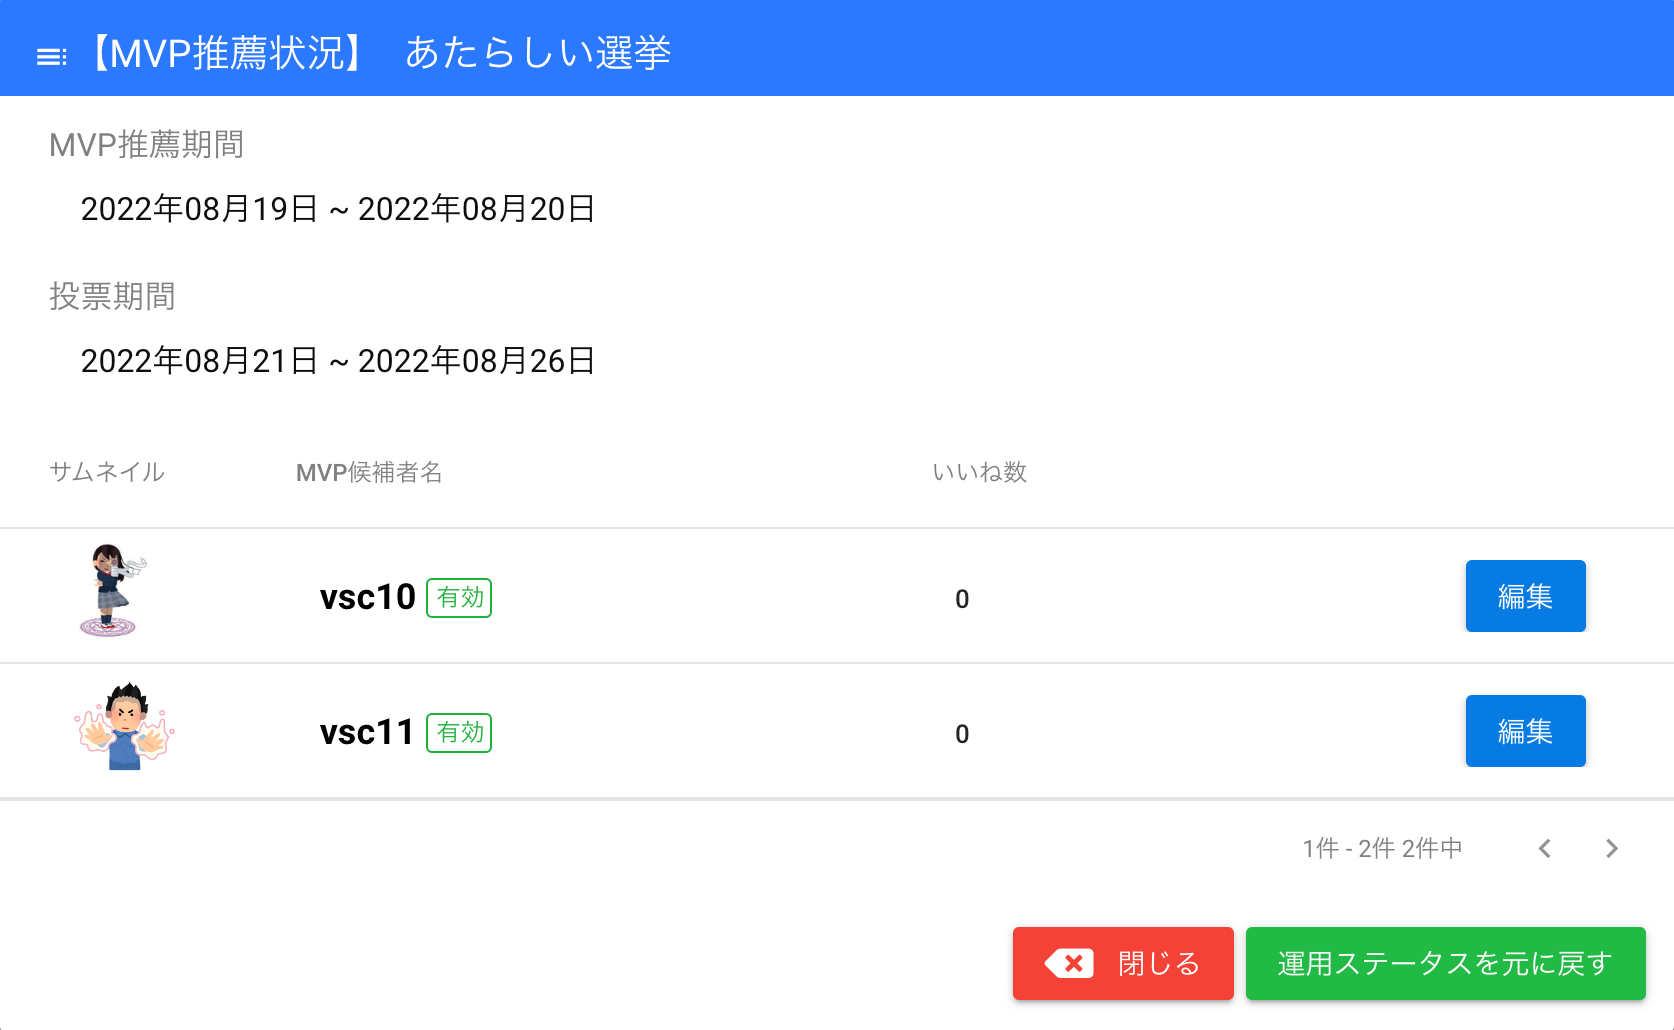 【MVP推薦状況】 あたらしい選挙
MVP推薦期間
2022年08月19日 ~ 2022年08月20日
投票期間
2022年08月21日 ~ 2022年08月26日
サムネイル MVP候補者名 いいね数
vsc10 有効 0 編集
vsc11 有効 0 編集
1件 - 2件 2件中
閉じる 運用ステータスを元に戻す